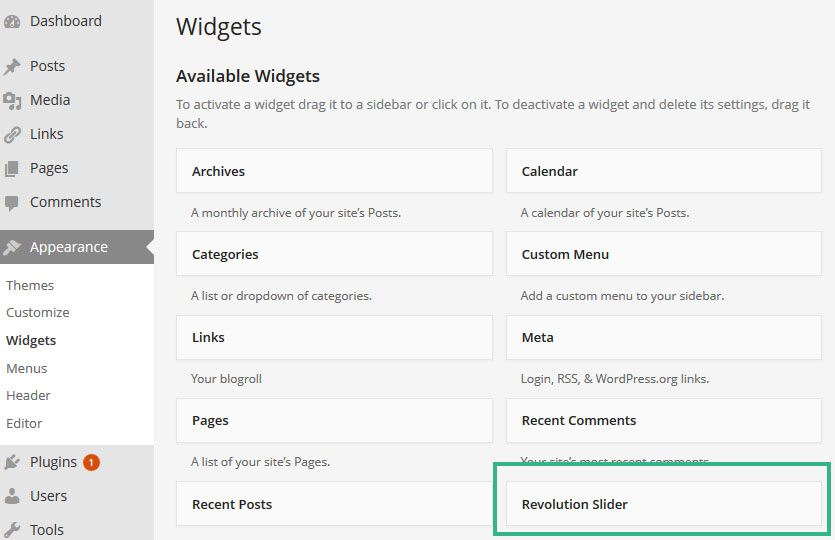 Dashboard
Posts
Media
Links
Pages
Comments
Appearance
Themes
Customize
Widgets
Menus
Header
Editor
Plugins 1
Users
Tools
Widgets
Available Widgets
To activate a widget drag it to a sidebar or click on it. To deactivate a widget and delete its settings, drag it
back.
Archives
A monthly archive of your site's Posts.
Calendar
A calendar of your site's Posts.
Categories
A list or dropdown of categories.
Custom Menu
Add a custom menu to your sidebar.
Links
Your blogroll
Meta
Login, RSS, & WordPress.org links.
Pages
A list of your site's Pages.
Recent Comments
Your site's most recent comments.
Recent Posts
Revolution Slider